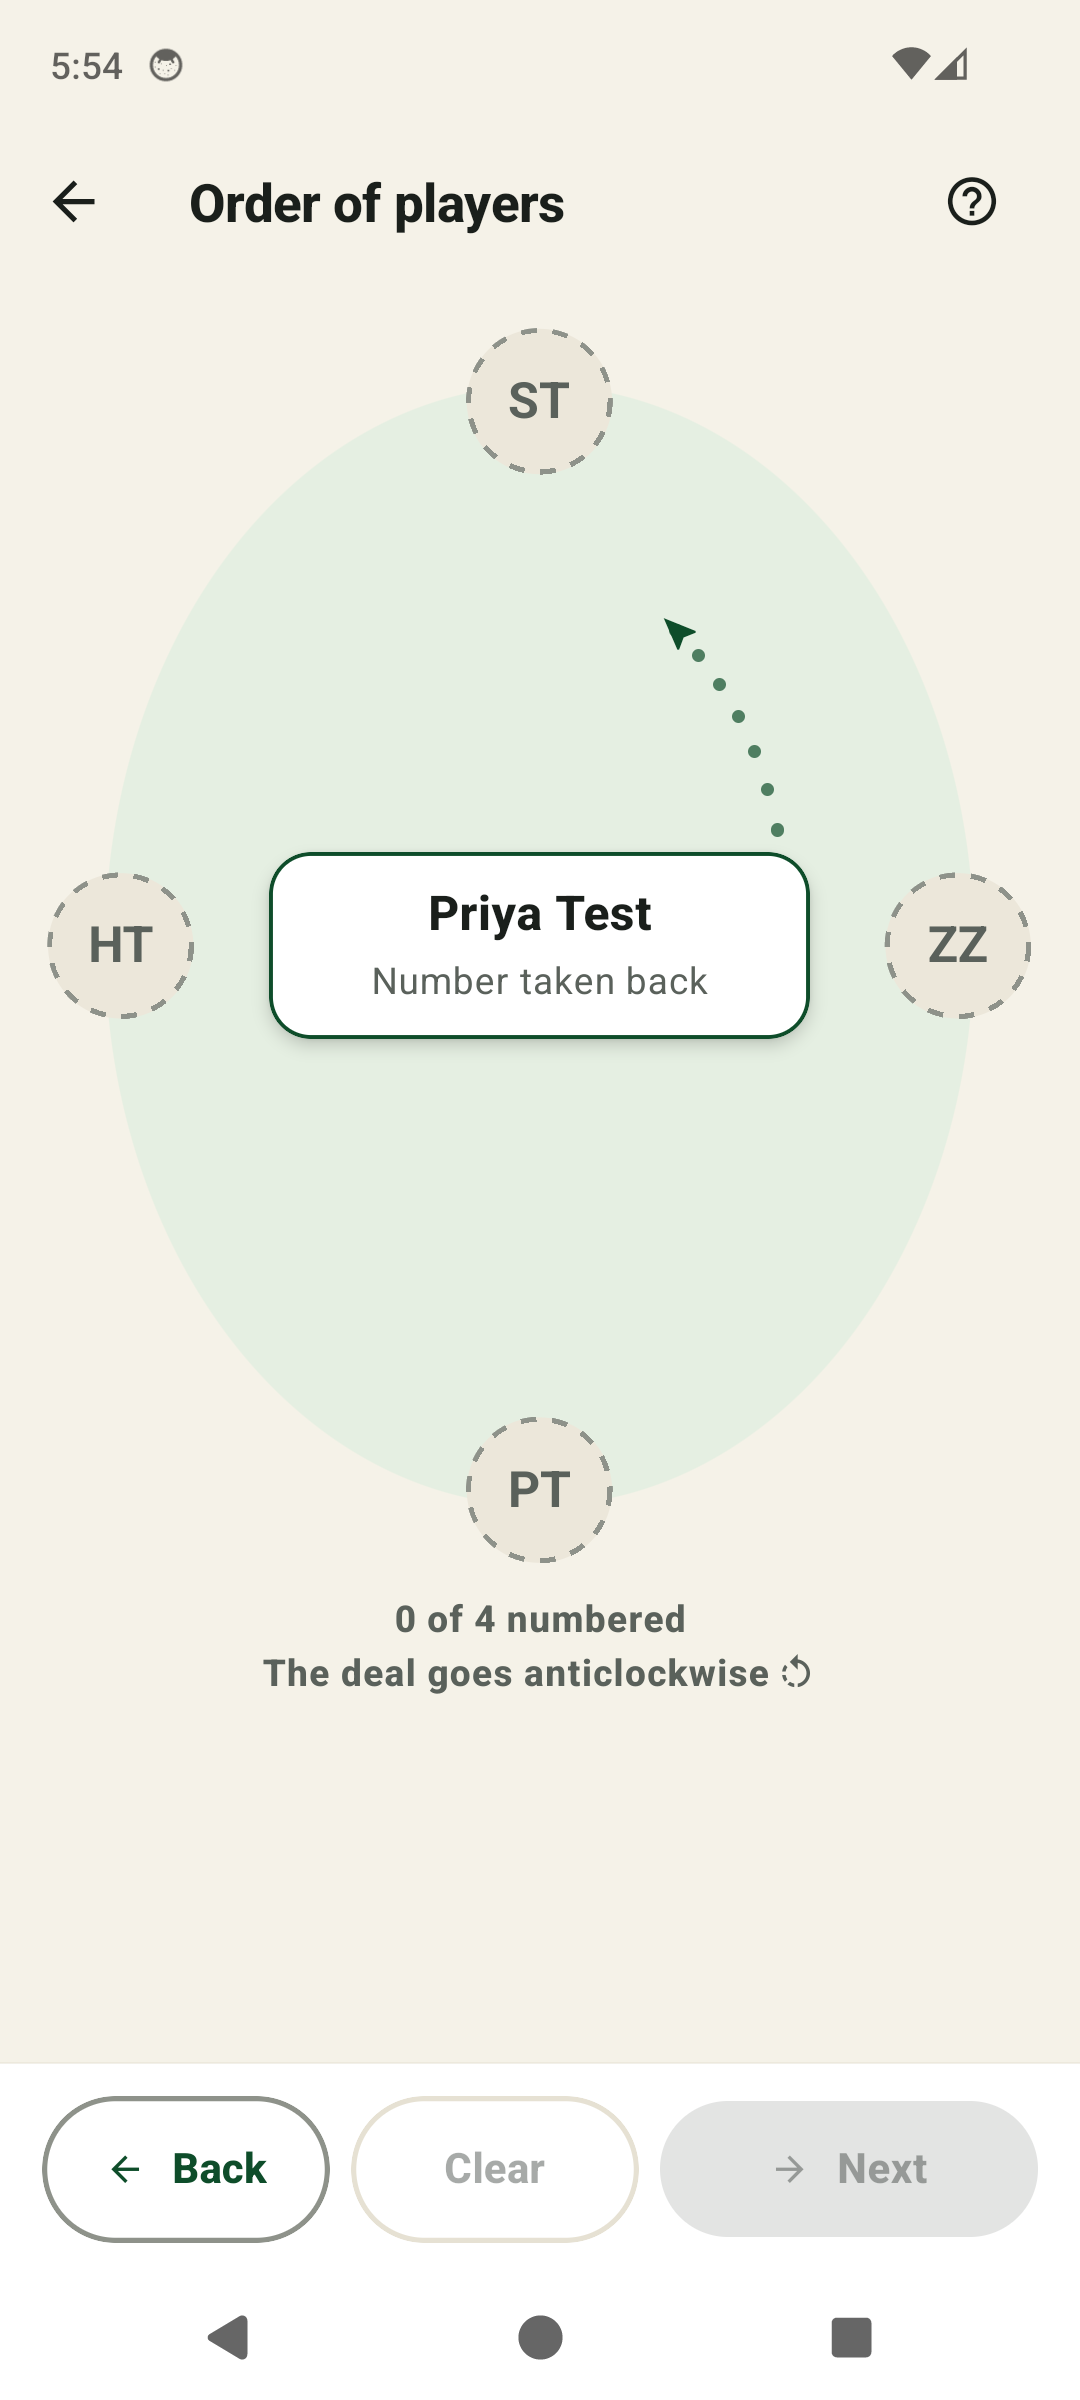 5:54
Order of players
ST
Priya Test
Number taken back
HT
ZZ
PT
0 of 4 numbered
The deal goes anticlockwise
Back
Clear
Next